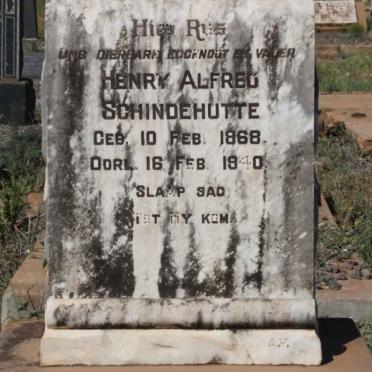 Hier Rus
ons dierbare eggenoot en vader
Henry Alfred
Schindehutte
Geb. 10 Feb. 1868
Oorl. 16 Feb. 1940.
Slaap sag
tot Hy kom